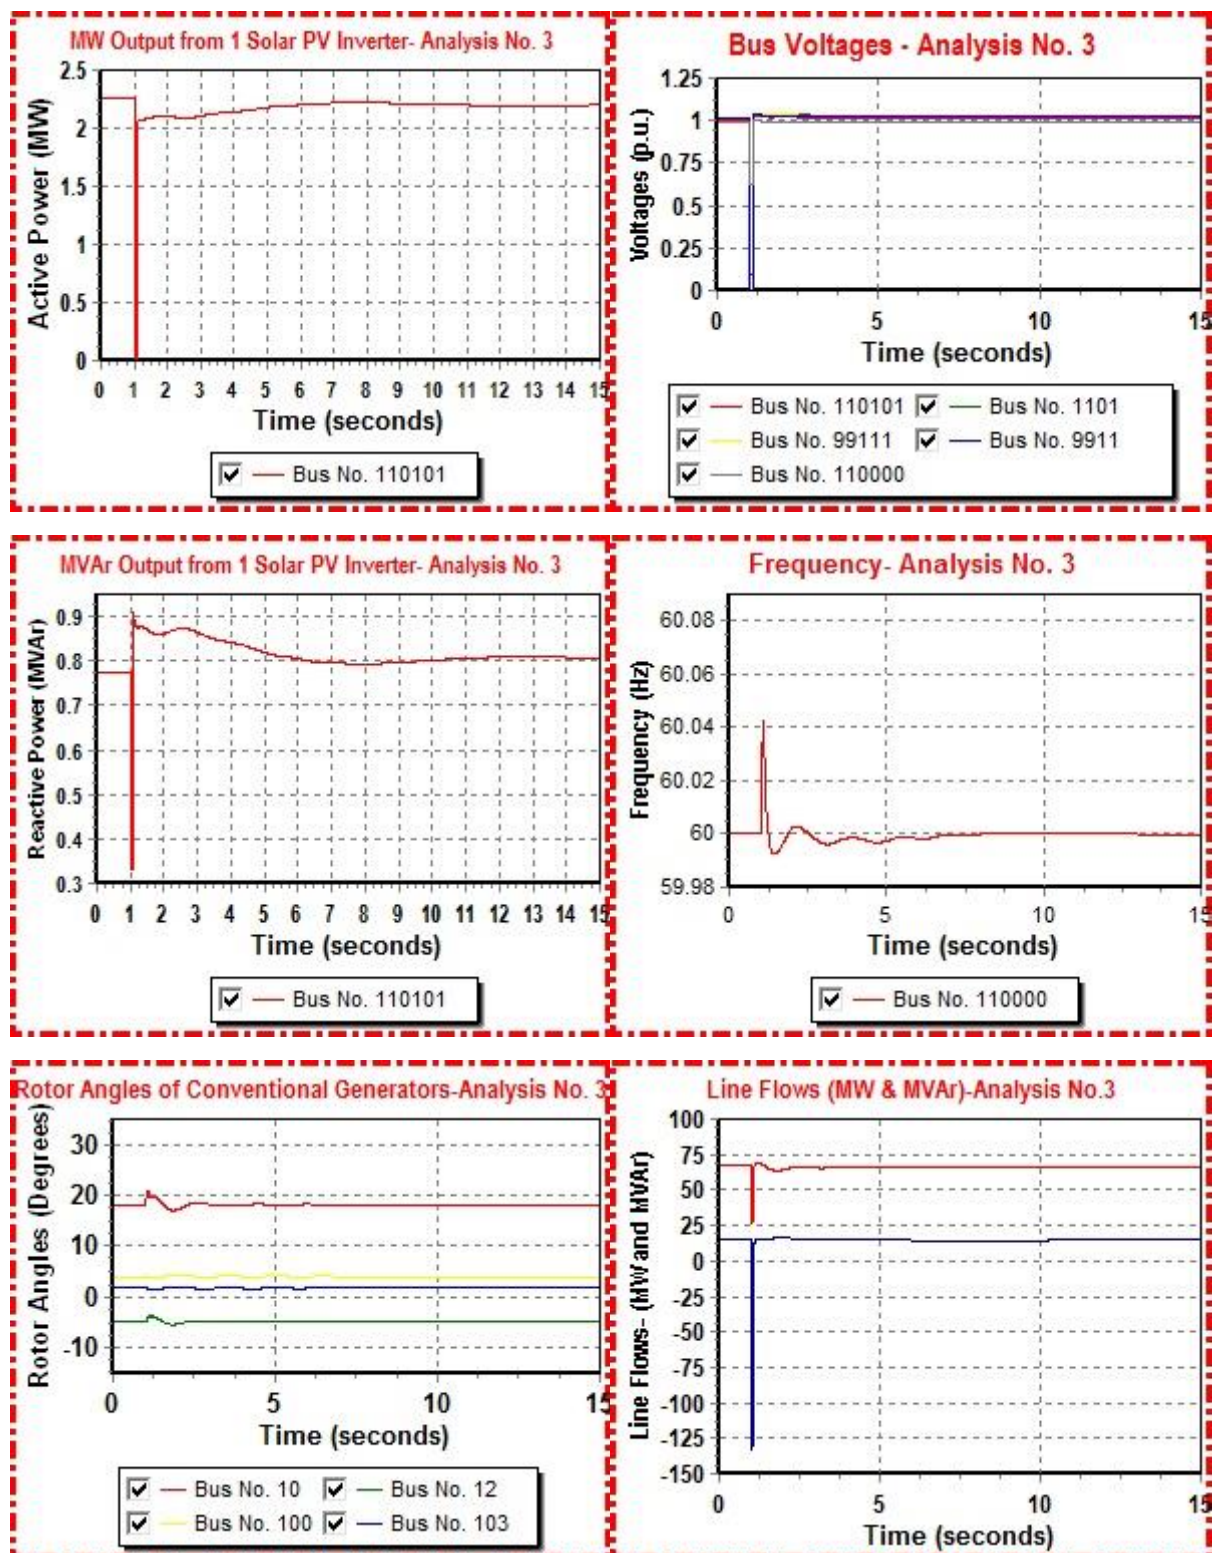 MW Output from 1 Solar PV Inverter- Analysis No. 3
Active Power (MW)
2.5
2
1.5
1
0.5
0
0 1 2 3 4 5 6 7 8 9 10 11 12 13 14 15
Time (seconds)
Bus No. 110101
Bus Voltages - Analysis No. 3
Voltages (p.u.)
1.25
1
0.75
0.5
0.25
0
0 5 10 15
Time (seconds)
Bus No. 110101 Bus No. 1101
Bus No. 99111 Bus No. 9911
Bus No. 110000
MVAr Output from 1 Solar PV Inverter- Analysis No. 3
Reactive Power (MVAr)
0.9
0.8
0.7
0.6
0.5
0.4
0.3
0 1 2 3 4 5 6 7 8 9 10 11 12 13 14 15
Time (seconds)
Bus No. 110101
Frequency- Analysis No. 3
Frequency (Hz)
60.08
60.06
60.04
60.02
60
59.98
0 5 10 15
Time (seconds)
Bus No. 110000
Rotor Angles of Conventional Generators-Analysis No. 3
Rotor Angles (Degrees)
30
20
10
0
-10
0 5 10 15
Time (seconds)
Bus No. 10 Bus No. 12
Bus No. 100 Bus No. 103
Line Flows (MW & MVAr)-Analysis No.3
Line Flows- (MW and MVAr)
100
75
50
25
0
-25
-50
-75
-100
-125
-150
0 5 10 15
Time (seconds)